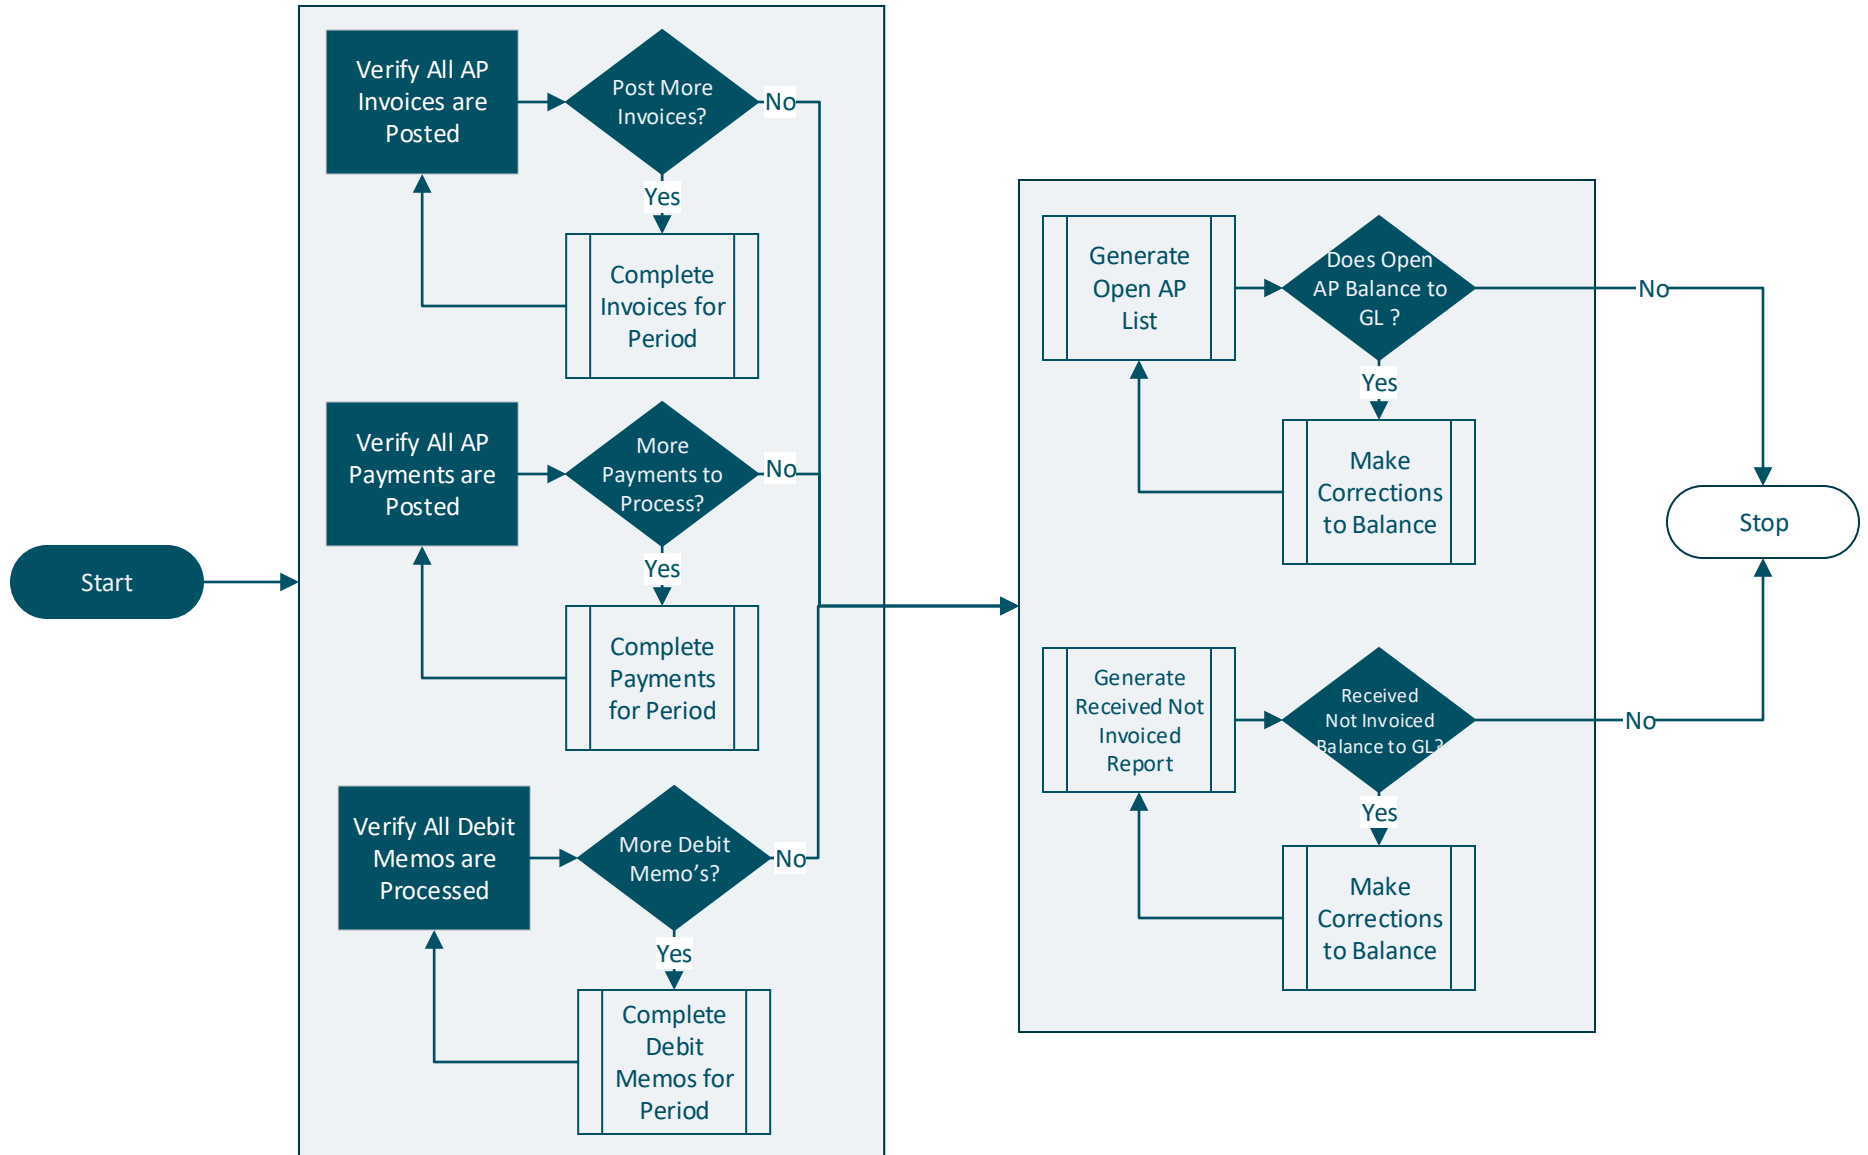 Start
Verify All AP
Invoices are
Posted
Post More
Invoices?
No
Yes
Complete
Invoices for
Period
Verify All AP
Payments are
Posted
More
Payments to
Process?
No
Yes
Complete
Payments
for Period
Verify All Debit
Memos are
Processed
More Debit
Memo’s?
No
Yes
Complete
Debit
Memos for
Period
Generate
Open AP
List
Does Open
AP Balance to
GL ?
No
Yes
Make
Corrections
to Balance
Generate
Received Not
Invoiced
Report
Received
Not Invoiced
Balance to GL?
No
Yes
Make
Corrections
to Balance
Stop